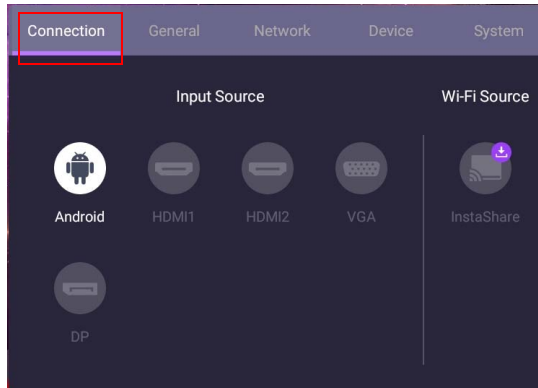 Connection General Network Device System
Input Source Wi-Fi Source
Android HDMI1 HDMI2 VGA InstaShare
DP